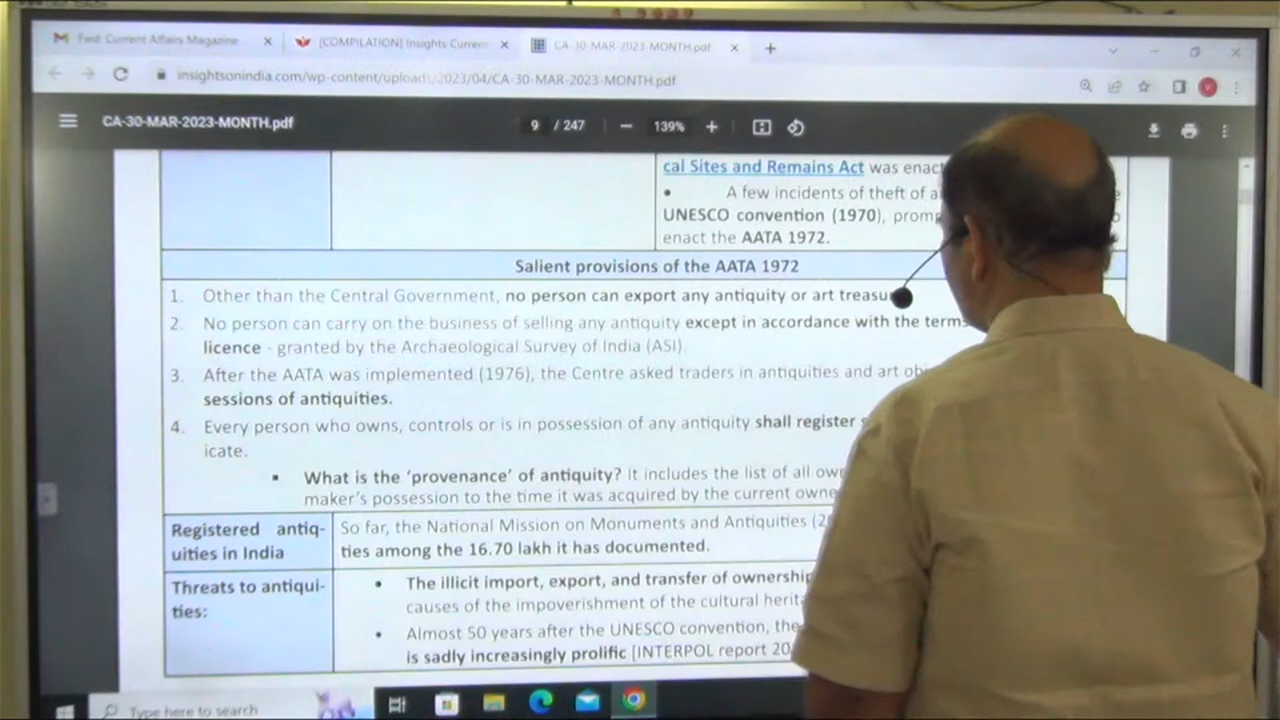 Fwd: Current Affairs Magazine
[COMPILATION] Insights Curren
CA-30-MAR-2023-MONTH.pdf
insightsonindia.com/wp-content/uploads/2023/04/CA-30-MAR-2023-MONTH.pdf
CA-30-MAR-2023-MONTH.pdf
9 / 247
139%
cal Sites and Remains Act was enac
• A few incidents of theft of a
UNESCO convention (1970), prom
enact the AATA 1972.
Salient provisions of the AATA 1972
1. Other than the Central Government, no person can export any antiquity or art treasu
2. No person can carry on the business of selling any antiquity except in accordance with the terms
licence - granted by the Archaeological Survey of India (ASI).
3. After the AATA was implemented (1976), the Centre asked traders in antiquities and art obj
sessions of antiquities.
4. Every person who owns, controls or is in possession of any antiquity shall register
icate.
▪ What is the 'provenance' of antiquity? It includes the list of all ow
maker's possession to the time it was acquired by the current owne
Registered antiq-
uities in India
So far, the National Mission on Monuments and Antiquities (2
ties among the 16.70 lakh it has documented.
Threats to antiqui-
ties:
• The illicit import, export, and transfer of ownership
causes of the impoverishment of the cultural herita
• Almost 50 years after the UNESCO convention, the
is sadly increasingly prolific [INTERPOL report 20
Type here to search